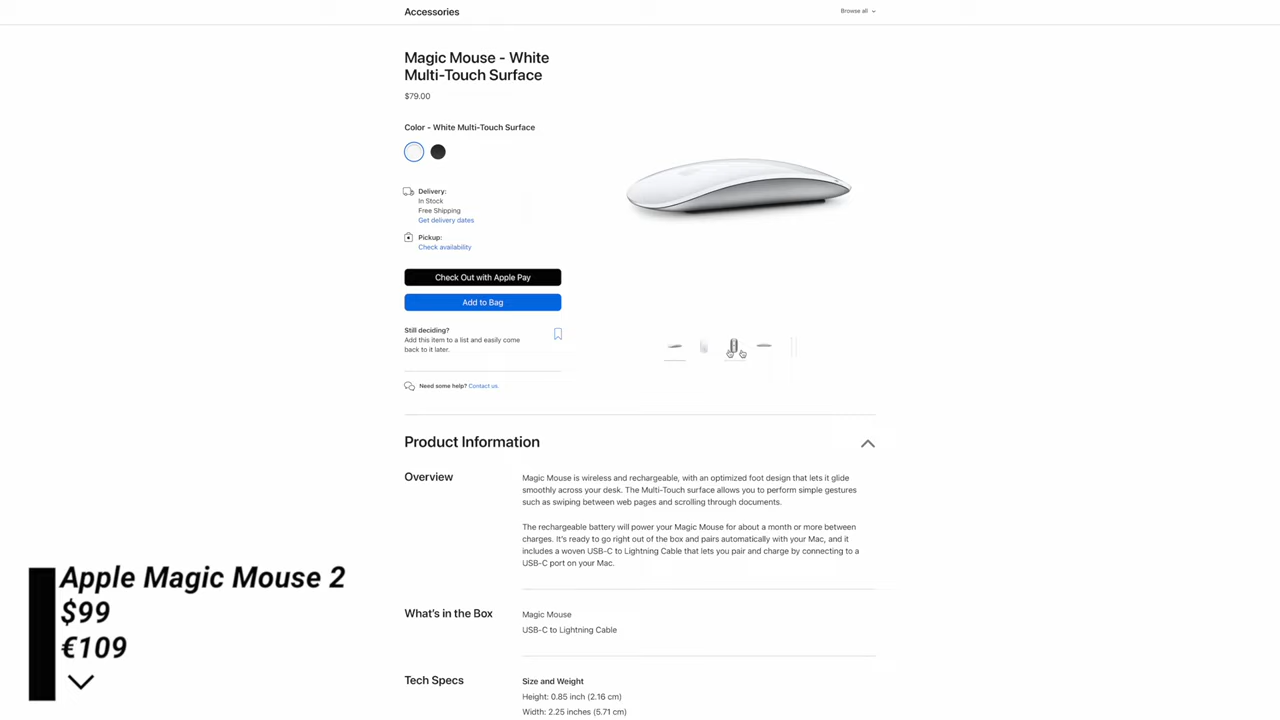 Accessories
Browse all
Magic Mouse - White
Multi-Touch Surface
$79.00
Color - White Multi-Touch Surface
Delivery:
In Stock
Free Shipping
Get delivery dates
Pickup:
Check availability
Check Out with Apple Pay
Add to Bag
Still deciding?
Add this item to a list and easily come
back to it later.
Need some help? Contact us.
Product Information
Overview
Magic Mouse is wireless and rechargeable, with an optimized foot design that lets it glide
smoothly across your desk. The Multi-Touch surface allows you to perform simple gestures
such as swiping between web pages and scrolling through documents.
The rechargeable battery will power your Magic Mouse for about a month or more between
charges. It's ready to go right out of the box and pairs automatically with your Mac, and it
includes a woven USB-C to Lightning Cable that lets you pair and charge by connecting to a
USB-C port on your Mac.
What's in the Box
Magic Mouse
USB-C to Lightning Cable
Tech Specs
Size and Weight
Height: 0.85 inch (2.16 cm)
Width: 2.25 inches (5.71 cm)
Apple Magic Mouse 2
$99
€109